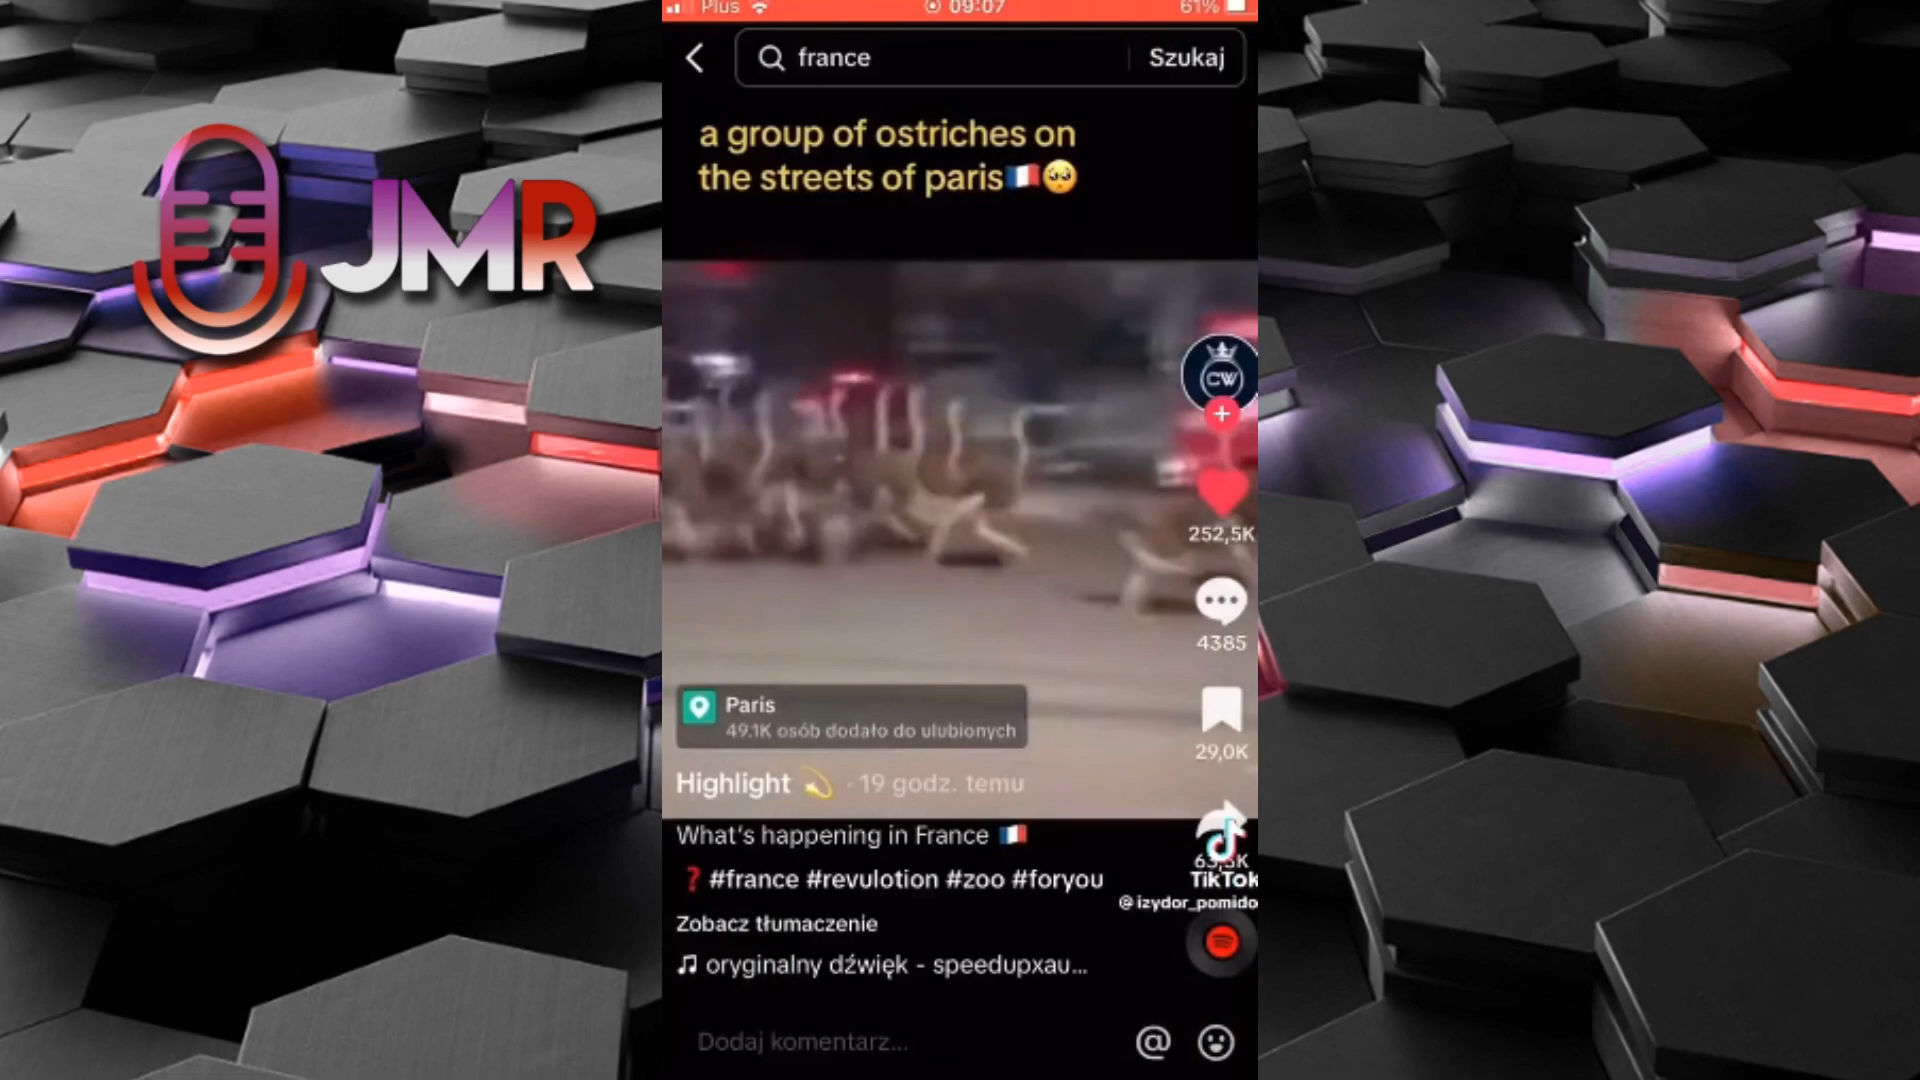 Plus
09:07
61%
france
Szukaj
a group of ostriches on
the streets of paris
JMR
CW
252,5K
4385
Paris
49.1K osób dodało do ulubionych
29,0K
Highlight · 19 godz. temu
What's happening in France
#france #revulotion #zoo #foryou
TikTok
@izydor_pomido
Zobacz tłumaczenie
oryginalny dźwięk - speedupxau...
Dodaj komentarz...